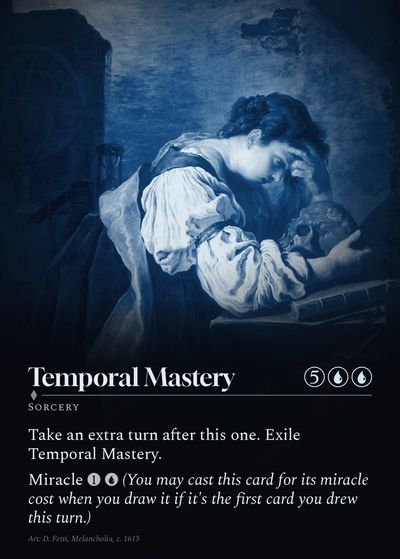 Temporal Mastery 5
Sorcery
Take an extra turn after this one. Exile
Temporal Mastery.
Miracle 1 (You may cast this card for its miracle
cost when you draw it if it's the first card you drew
this turn.)
Art: D. Fetti, Melancholia, c. 1615